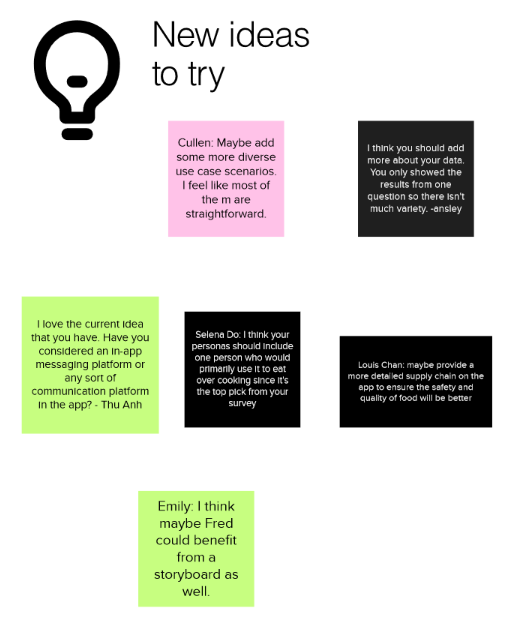 New ideas
to try
Cullen: Maybe add
some more diverse
use case scenarios.
I feel like most of
the m are
straightforward.
I think you should add
more about your data.
You only showed the
results from one
question so there isn't
much variety. -ansley
I love the current idea
that you have. Have you
considered an in-app
messaging platform or
any sort of
communication platform
in the app? - Thu Anh
Selena Do: I think your
personas should include
one person who would
primarily use it to eat
over cooking since it's
the top pick from your
survey
Louis Chan: maybe provide a
more detailed supply chain on the
app to ensure the safety and
quality of food will be better
Emily: I think
maybe Fred
could benefit
from a
storyboard as
well.